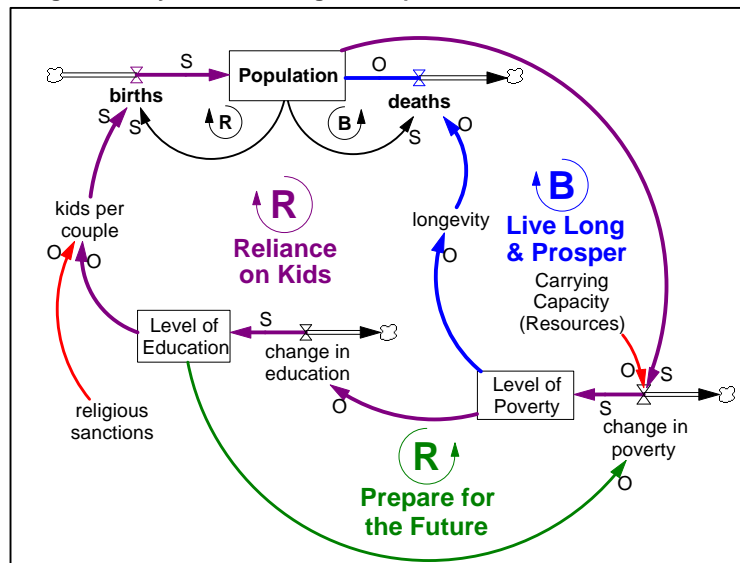 S
Population
O
births
deaths
S
S
R
B
S
O
kids per
couple
R
Reliance
on Kids
longevity
B
Live Long
& Prosper
O
O
O
Carrying
Capacity
(Resources)
Level of
Education
S
change in
education
O
S
Level of
Poverty
S
change in
poverty
religious
sanctions
O
R
Prepare for
the Future
O